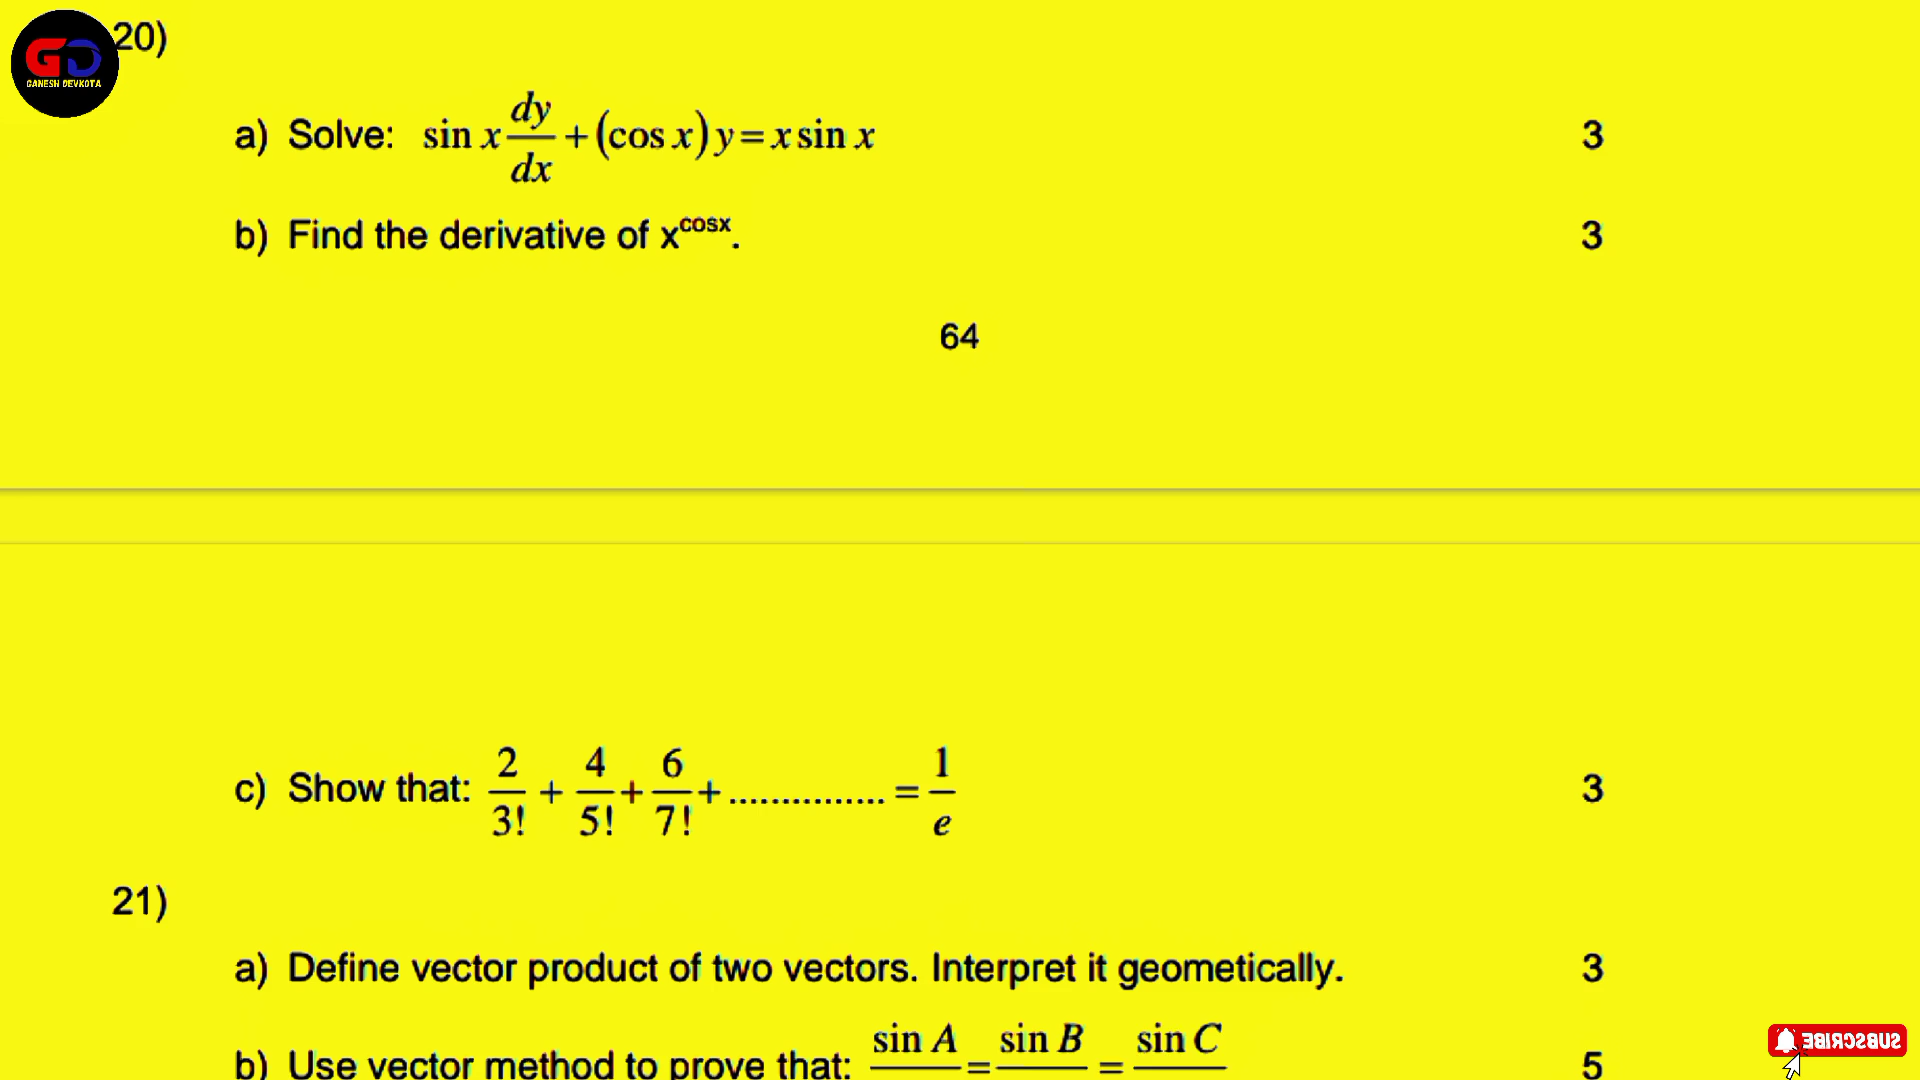 GD
GANESH DEVKOTA
20)
a) Solve: sin x dy/dx + (cos x) y = x sin x 3
b) Find the derivative of x^cosx. 3
64
c) Show that: 2/3! + 4/5! + 6/7! + ............... = 1/e 3
21)
a) Define vector product of two vectors. Interpret it geometically. 3
b) Use vector method to prove that: sin A = sin B = sin C 5
SUBSCRIBE